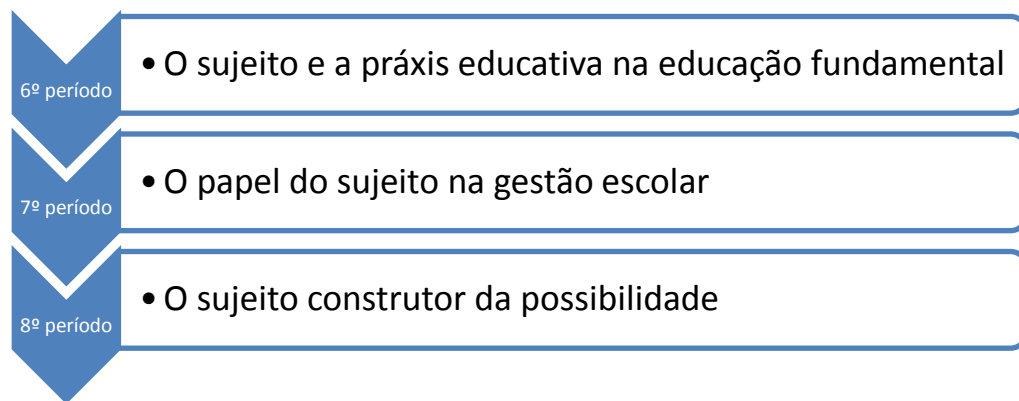 6º período
• O sujeito e a práxis educativa na educação fundamental
7º período
• O papel do sujeito na gestão escolar
8º período
• O sujeito construtor da possibilidade